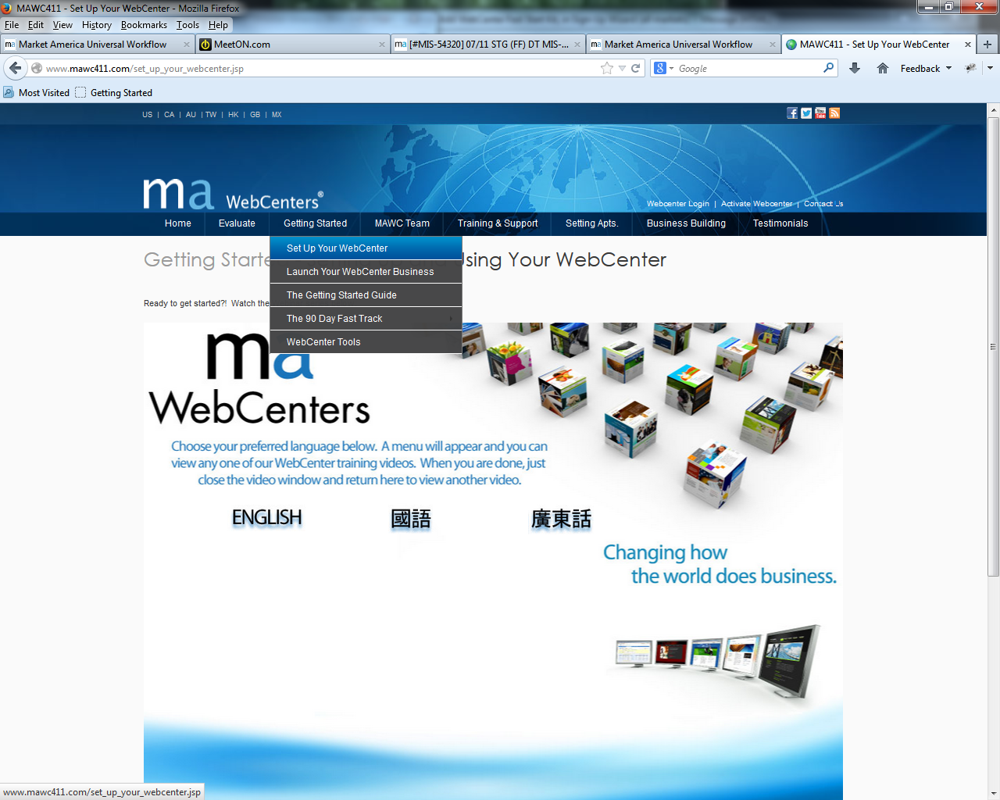 MAWC411 - Set Up Your WebCenter - Mozilla Firefox
File Edit View History Bookmarks Tools Help
Market America Universal Workflow
MeetON.com
[#MIS-54320] 07/11 STG (FF) DT MIS-...
Market America Universal Workflow
MAWC411 - Set Up Your WebCenter
www.mawc411.com/set_up_your_webcenter.jsp
Google
Feedback
Most Visited
Getting Started
US | CA | AU | TW | HK | GB | MX
ma WebCenters®
Webcenter Login | Activate Webcenter | Contact Us
Home
Evaluate
Getting Started
MAWC Team
Training & Support
Setting Apts.
Business Building
Testimonials
Set Up Your WebCenter
Launch Your WebCenter Business
The Getting Started Guide
The 90 Day Fast Track
WebCenter Tools
Getting Starte
Using Your WebCenter
Ready to get started?! Watch the
ma
WebCenters
Choose your preferred language below. A menu will appear and you can
view any one of our WebCenter training videos. When you are done, just
close the video window and return here to view another video.
ENGLISH
國語
廣東話
Changing how
the world does business.
www.mawc411.com/set_up_your_webcenter.jsp